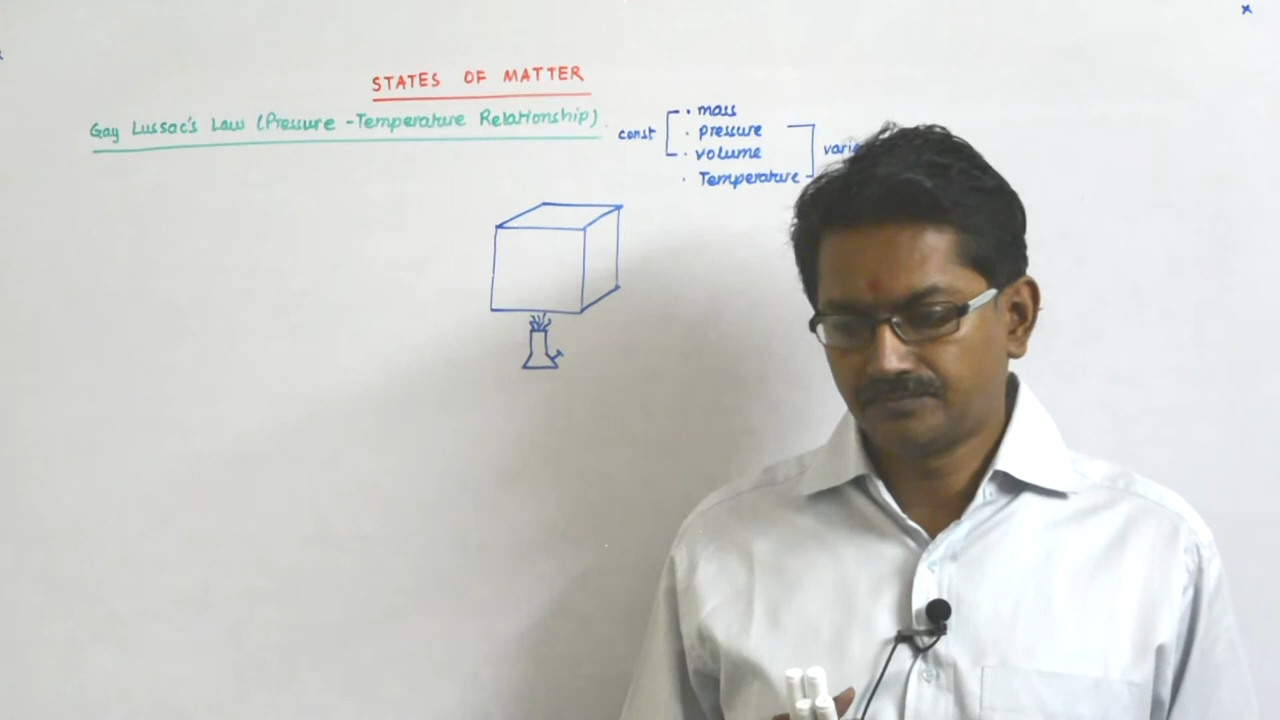 STATES OF MATTER
Gay Lussac's Law (Pressure - Temperature Relationship)
const
. mass
. pressure
. volume
. Temperature